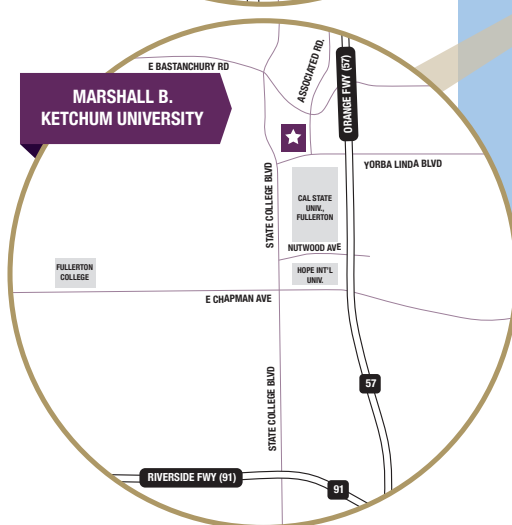 E BASTANCHURY RD
ASSOCIATED RD.
ORANGE FWY (57)
MARSHALL B.
KETCHUM UNIVERSITY
STATE COLLEGE BLVD
YORBA LINDA BLVD
CAL STATE
UNIV.,
FULLERTON
NUTWOOD AVE
FULLERTON
COLLEGE
HOPE INT'L
UNIV.
E CHAPMAN AVE
STATE COLLEGE BLVD
57
RIVERSIDE FWY (91)
91